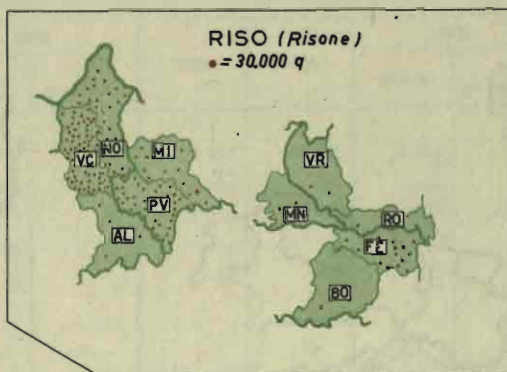 RISO (Risone)
• = 30.000 q
VC
NO
MI
PV
AL
VR
MN
RO
FE
BO